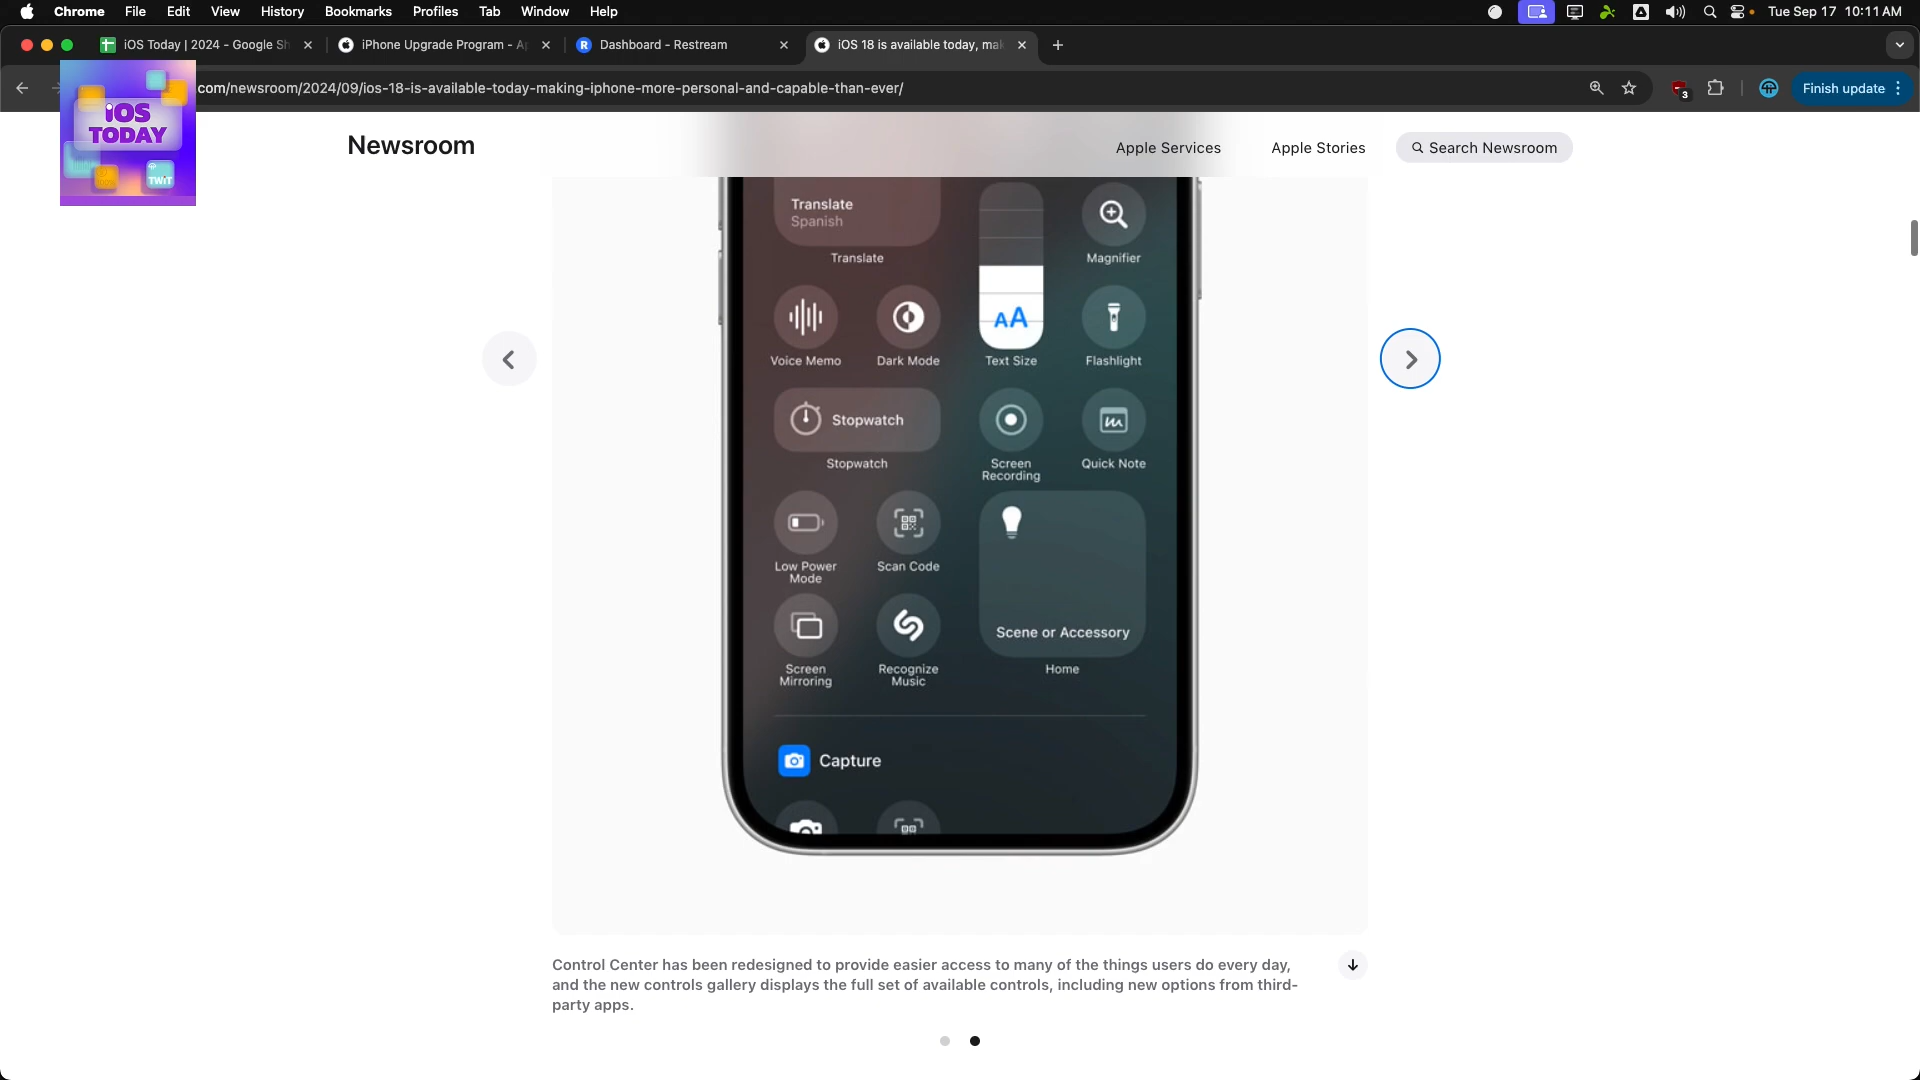 Chrome File Edit View History Bookmarks Profiles Tab Window Help Tue Sep 17 10:11 AM
iOS Today | 2024 - Google Sh iPhone Upgrade Program - A Dashboard - Restream iOS 18 is available today, mak
com/newsroom/2024/09/ios-18-is-available-today-making-iphone-more-personal-and-capable-than-ever/ 3 Finish update
iOS
TODAY
TWiT
Newsroom Apple Services Apple Stories Search Newsroom
Translate
Spanish
Translate Magnifier
AA
Voice Memo Dark Mode Text Size Flashlight
Stopwatch
Stopwatch Screen Recording Quick Note
Low Power Mode Scan Code
Scene or Accessory
Screen Mirroring Recognize Music Home
Capture
Control Center has been redesigned to provide easier access to many of the things users do every day,
and the new controls gallery displays the full set of available controls, including new options from third-
party apps.